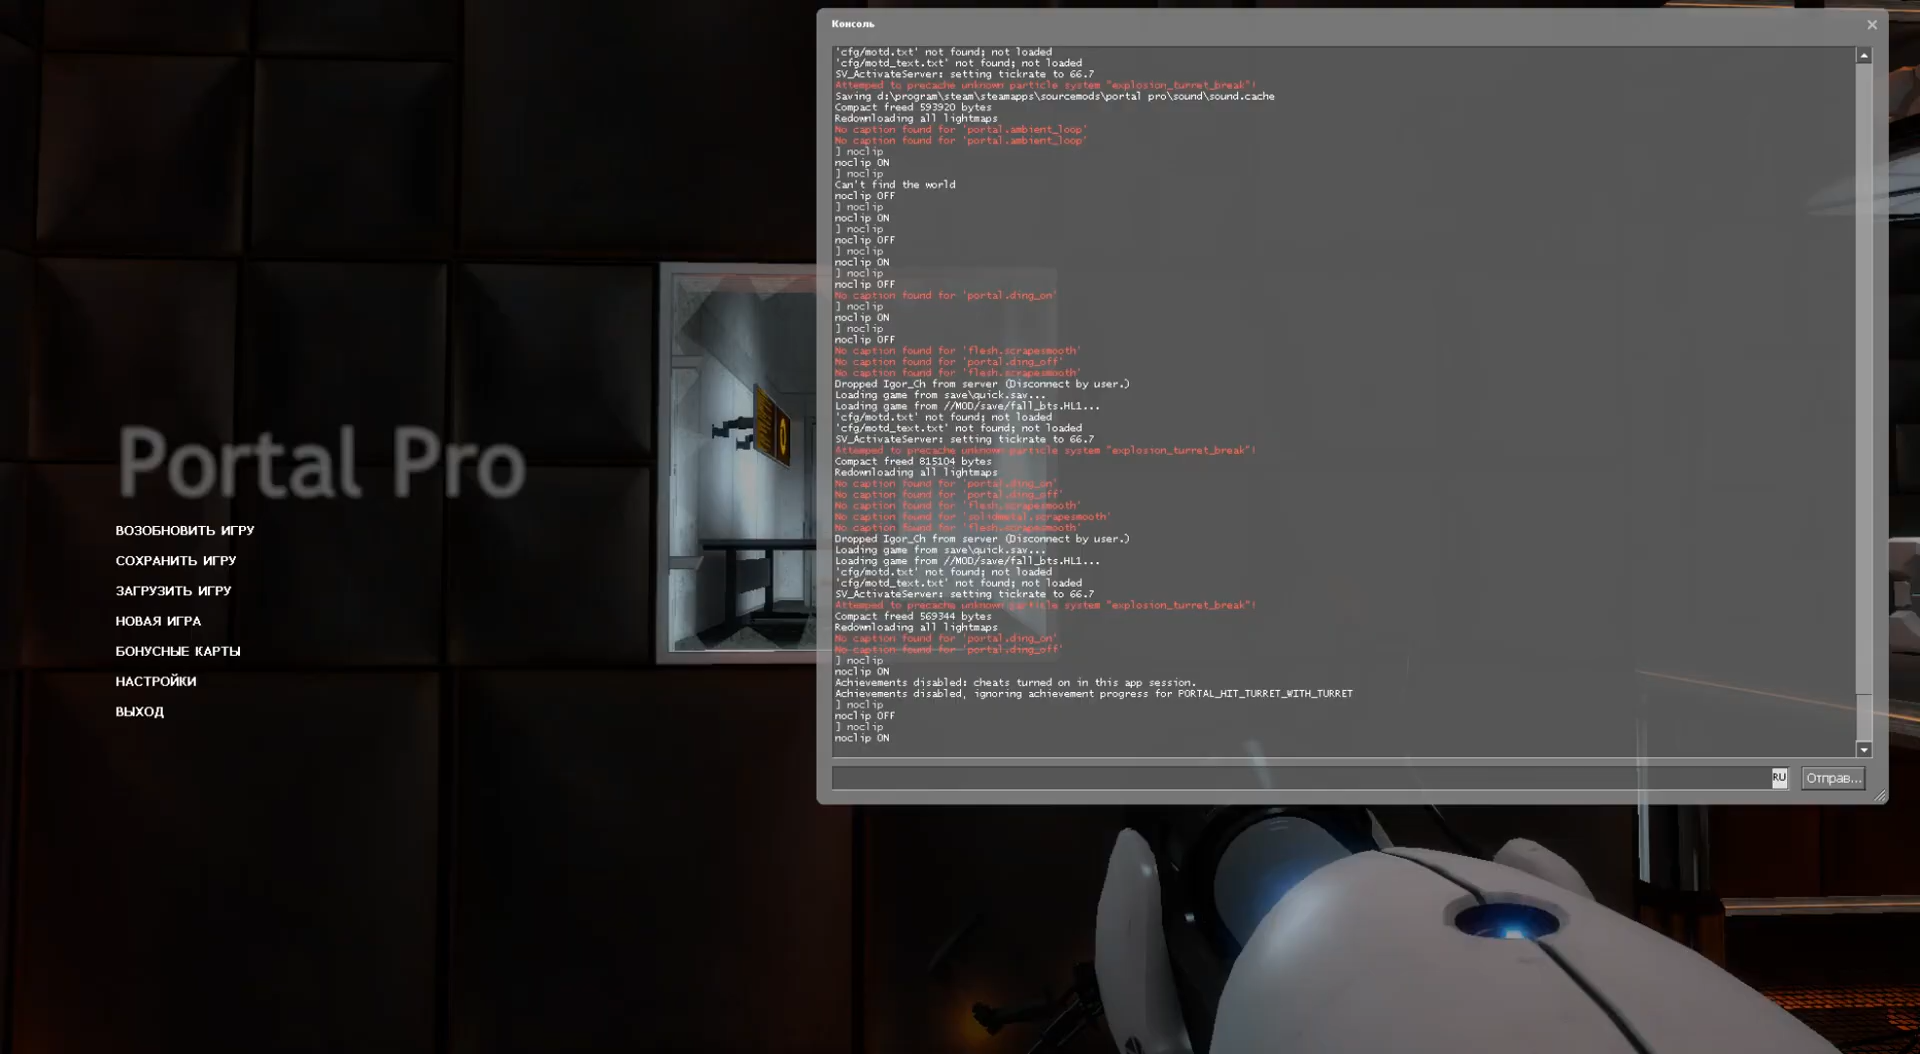 Консоль
'cfg/motd.txt' not found; not loaded
'cfg/motd_text.txt' not found; not loaded
SV_ActivateServer: setting tickrate to 66.7
Attemped to precache unknown particle system "explosion_turret_break"!
Saving d:\program\steam\steamapps\sourcemods\portal pro\sound\sound.cache
Compact freed 593920 bytes
Redownloading all lightmaps
No caption found for 'portal.ambient_loop'
No caption found for 'portal.ambient_loop'
] noclip
noclip ON
] noclip
Can't find the world
noclip OFF
] noclip
noclip ON
] noclip
noclip OFF
] noclip
noclip ON
] noclip
noclip OFF
No caption found for 'portal.ding_on'
] noclip
noclip ON
] noclip
noclip OFF
No caption found for 'flesh.scrapesmooth'
No caption found for 'portal.ding_off'
No caption found for 'flesh.scrapesmooth'
Dropped Igor_Ch from server (Disconnect by user.)
Loading game from save\quick.sav...
Loading game from //MOD/save/fall_bts.HL1...
'cfg/motd.txt' not found; not loaded
'cfg/motd_text.txt' not found; not loaded
SV_ActivateServer: setting tickrate to 66.7
Attemped to precache unknown particle system "explosion_turret_break"!
Compact freed 815104 bytes
Redownloading all lightmaps
No caption found for 'portal.ding_on'
No caption found for 'portal.ding_off'
No caption found for 'flesh.scrapesmooth'
No caption found for 'solidmetal.scrapesmooth'
No caption found for 'flesh.scrapesmooth'
Dropped Igor_Ch from server (Disconnect by user.)
Loading game from save\quick.sav...
Loading game from //MOD/save/fall_bts.HL1...
'cfg/motd.txt' not found; not loaded
'cfg/motd_text.txt' not found; not loaded
SV_ActivateServer: setting tickrate to 66.7
Attemped to precache unknown particle system "explosion_turret_break"!
Compact freed 569344 bytes
Redownloading all lightmaps
No caption found for 'portal.ding_on'
No caption found for 'portal.ding_off'
] noclip
noclip ON
Achievements disabled: cheats turned on in this app session.
Achievements disabled, ignoring achievement progress for PORTAL_HIT_TURRET_WITH_TURRET
] noclip
noclip OFF
] noclip
noclip ON
RU
Отправ...
Portal Pro
ВОЗОБНОВИТЬ ИГРУ
СОХРАНИТЬ ИГРУ
ЗАГРУЗИТЬ ИГРУ
НОВАЯ ИГРА
БОНУСНЫЕ КАРТЫ
НАСТРОЙКИ
ВЫХОД